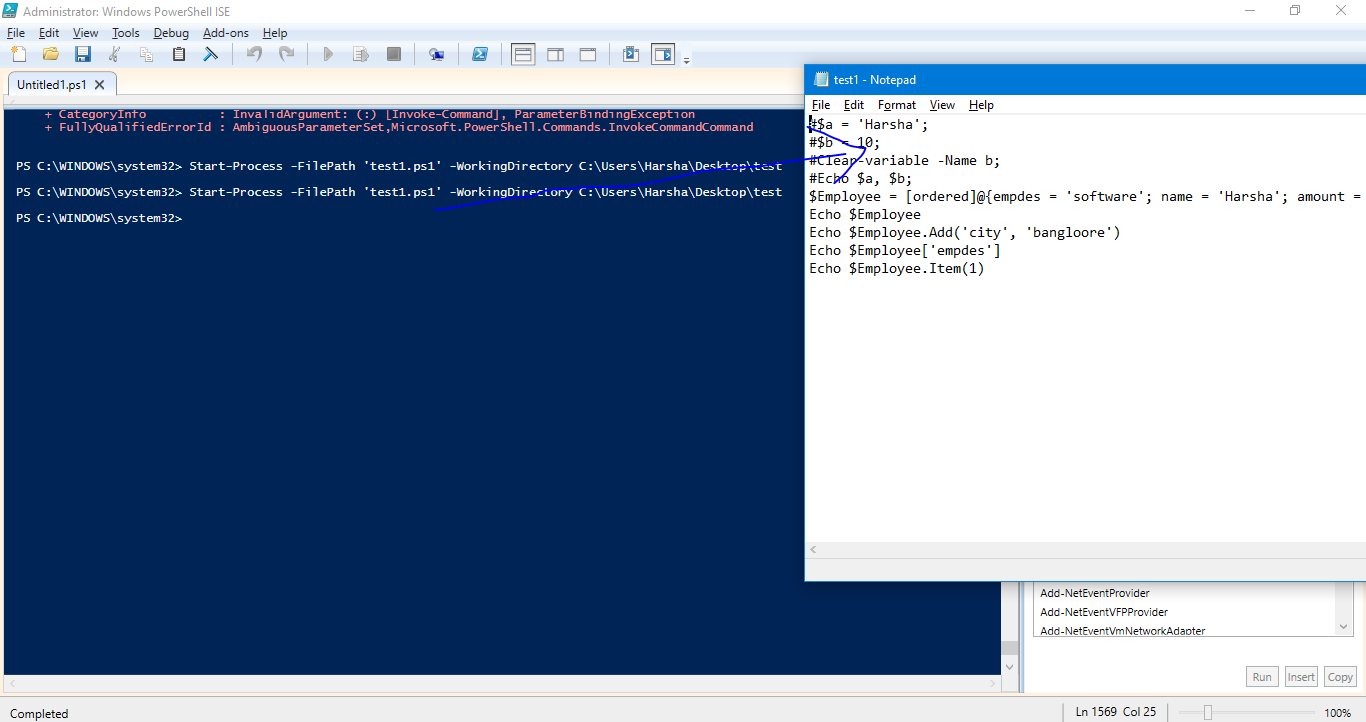 Administrator: Windows PowerShell ISE
File Edit View Tools Debug Add-ons Help
Untitled1.ps1
+ CategoryInfo : InvalidArgument: (:) [Invoke-Command], ParameterBindingException
+ FullyQualifiedErrorId : AmbiguousParameterSet,Microsoft.PowerShell.Commands.InvokeCommandCommand
PS C:\WINDOWS\system32> Start-Process -FilePath 'test1.ps1' -WorkingDirectory C:\Users\Harsha\Desktop\test
PS C:\WINDOWS\system32> Start-Process -FilePath 'test1.ps1' -WorkingDirectory C:\Users\Harsha\Desktop\test
PS C:\WINDOWS\system32>
test1 - Notepad
File Edit Format View Help
#$a = 'Harsha';
#$b = 10;
#Clear-variable -Name b;
#Echo $a, $b;
$Employee = [ordered]@{empdes = 'software'; name = 'Harsha'; amount =
Echo $Employee
Echo $Employee.Add('city', 'bangloore')
Echo $Employee['empdes']
Echo $Employee.Item(1)
Add-NetEventProvider
Add-NetEventVFPProvider
Add-NetEventVmNetworkAdapter
Run Insert Copy
Completed
Ln 1569 Col 25
100%